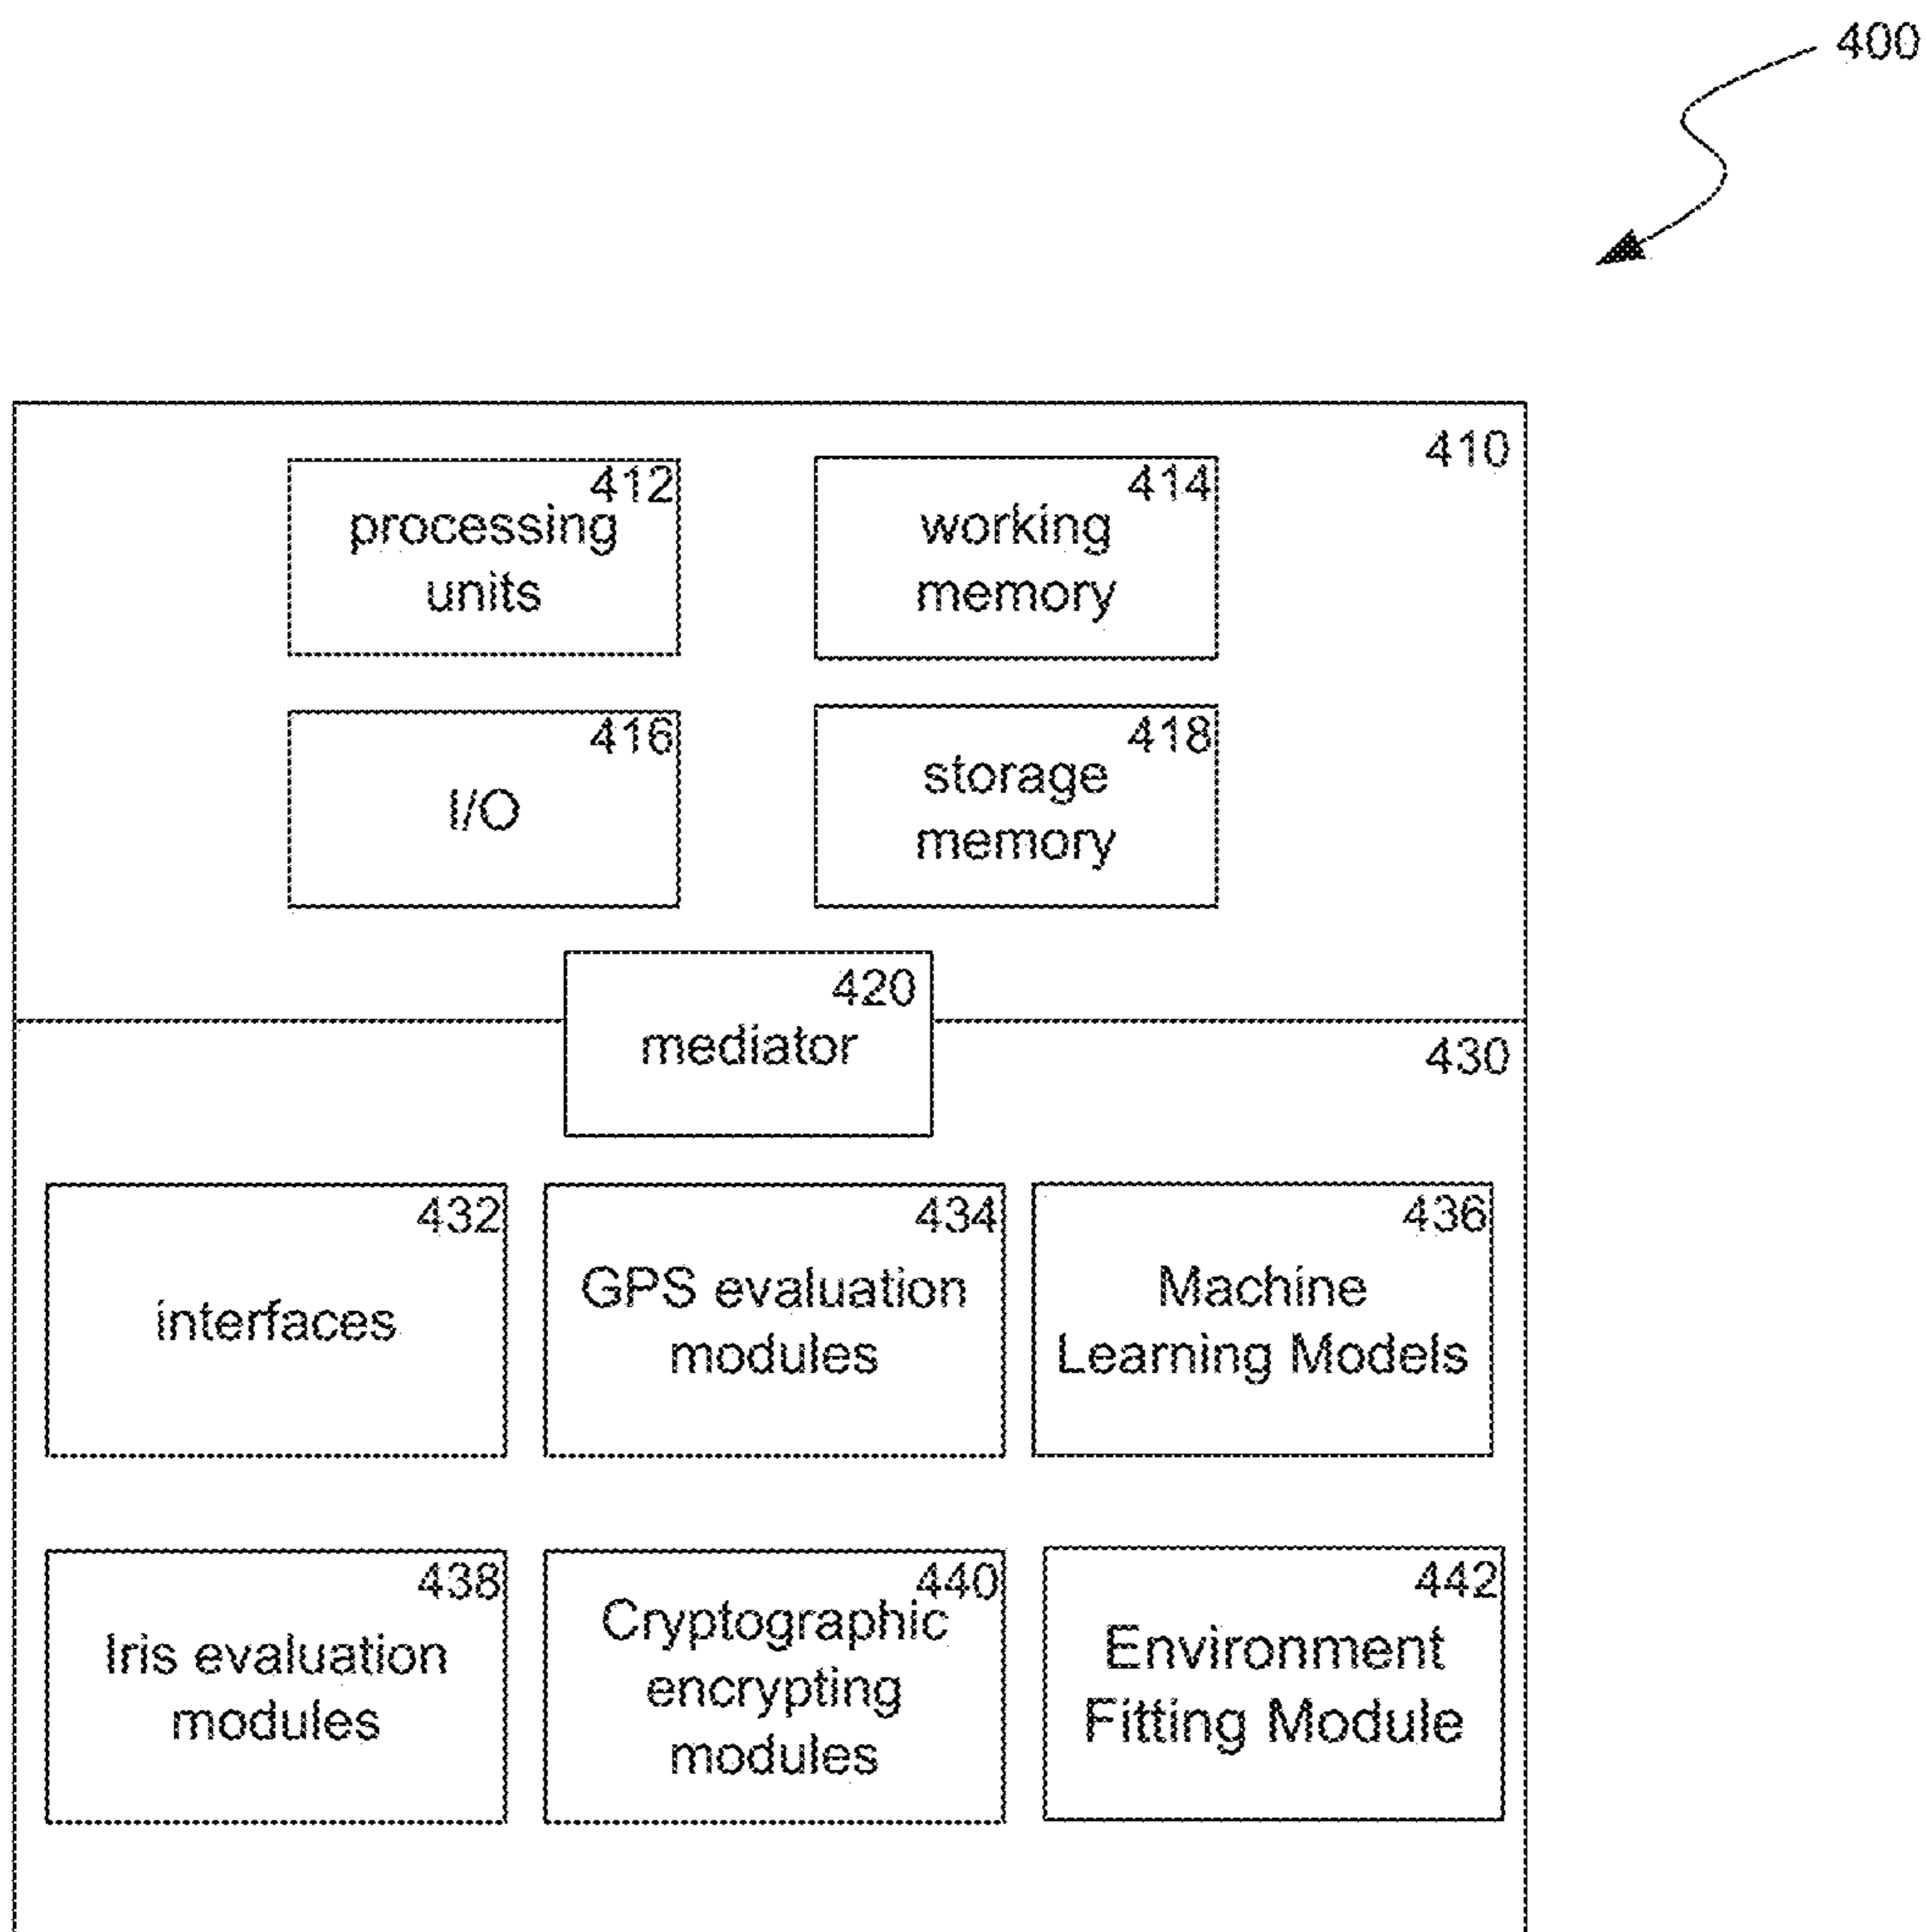 400
410
412
processing
units
414
working
memory
416
I/O
418
storage
memory
420
mediator
430
432
interfaces
434
GPS evaluation
modules
436
Machine
Learning Models
438
Iris evaluation
modules
440
Cryptographic
encrypting
modules
442
Environment
Fitting Module